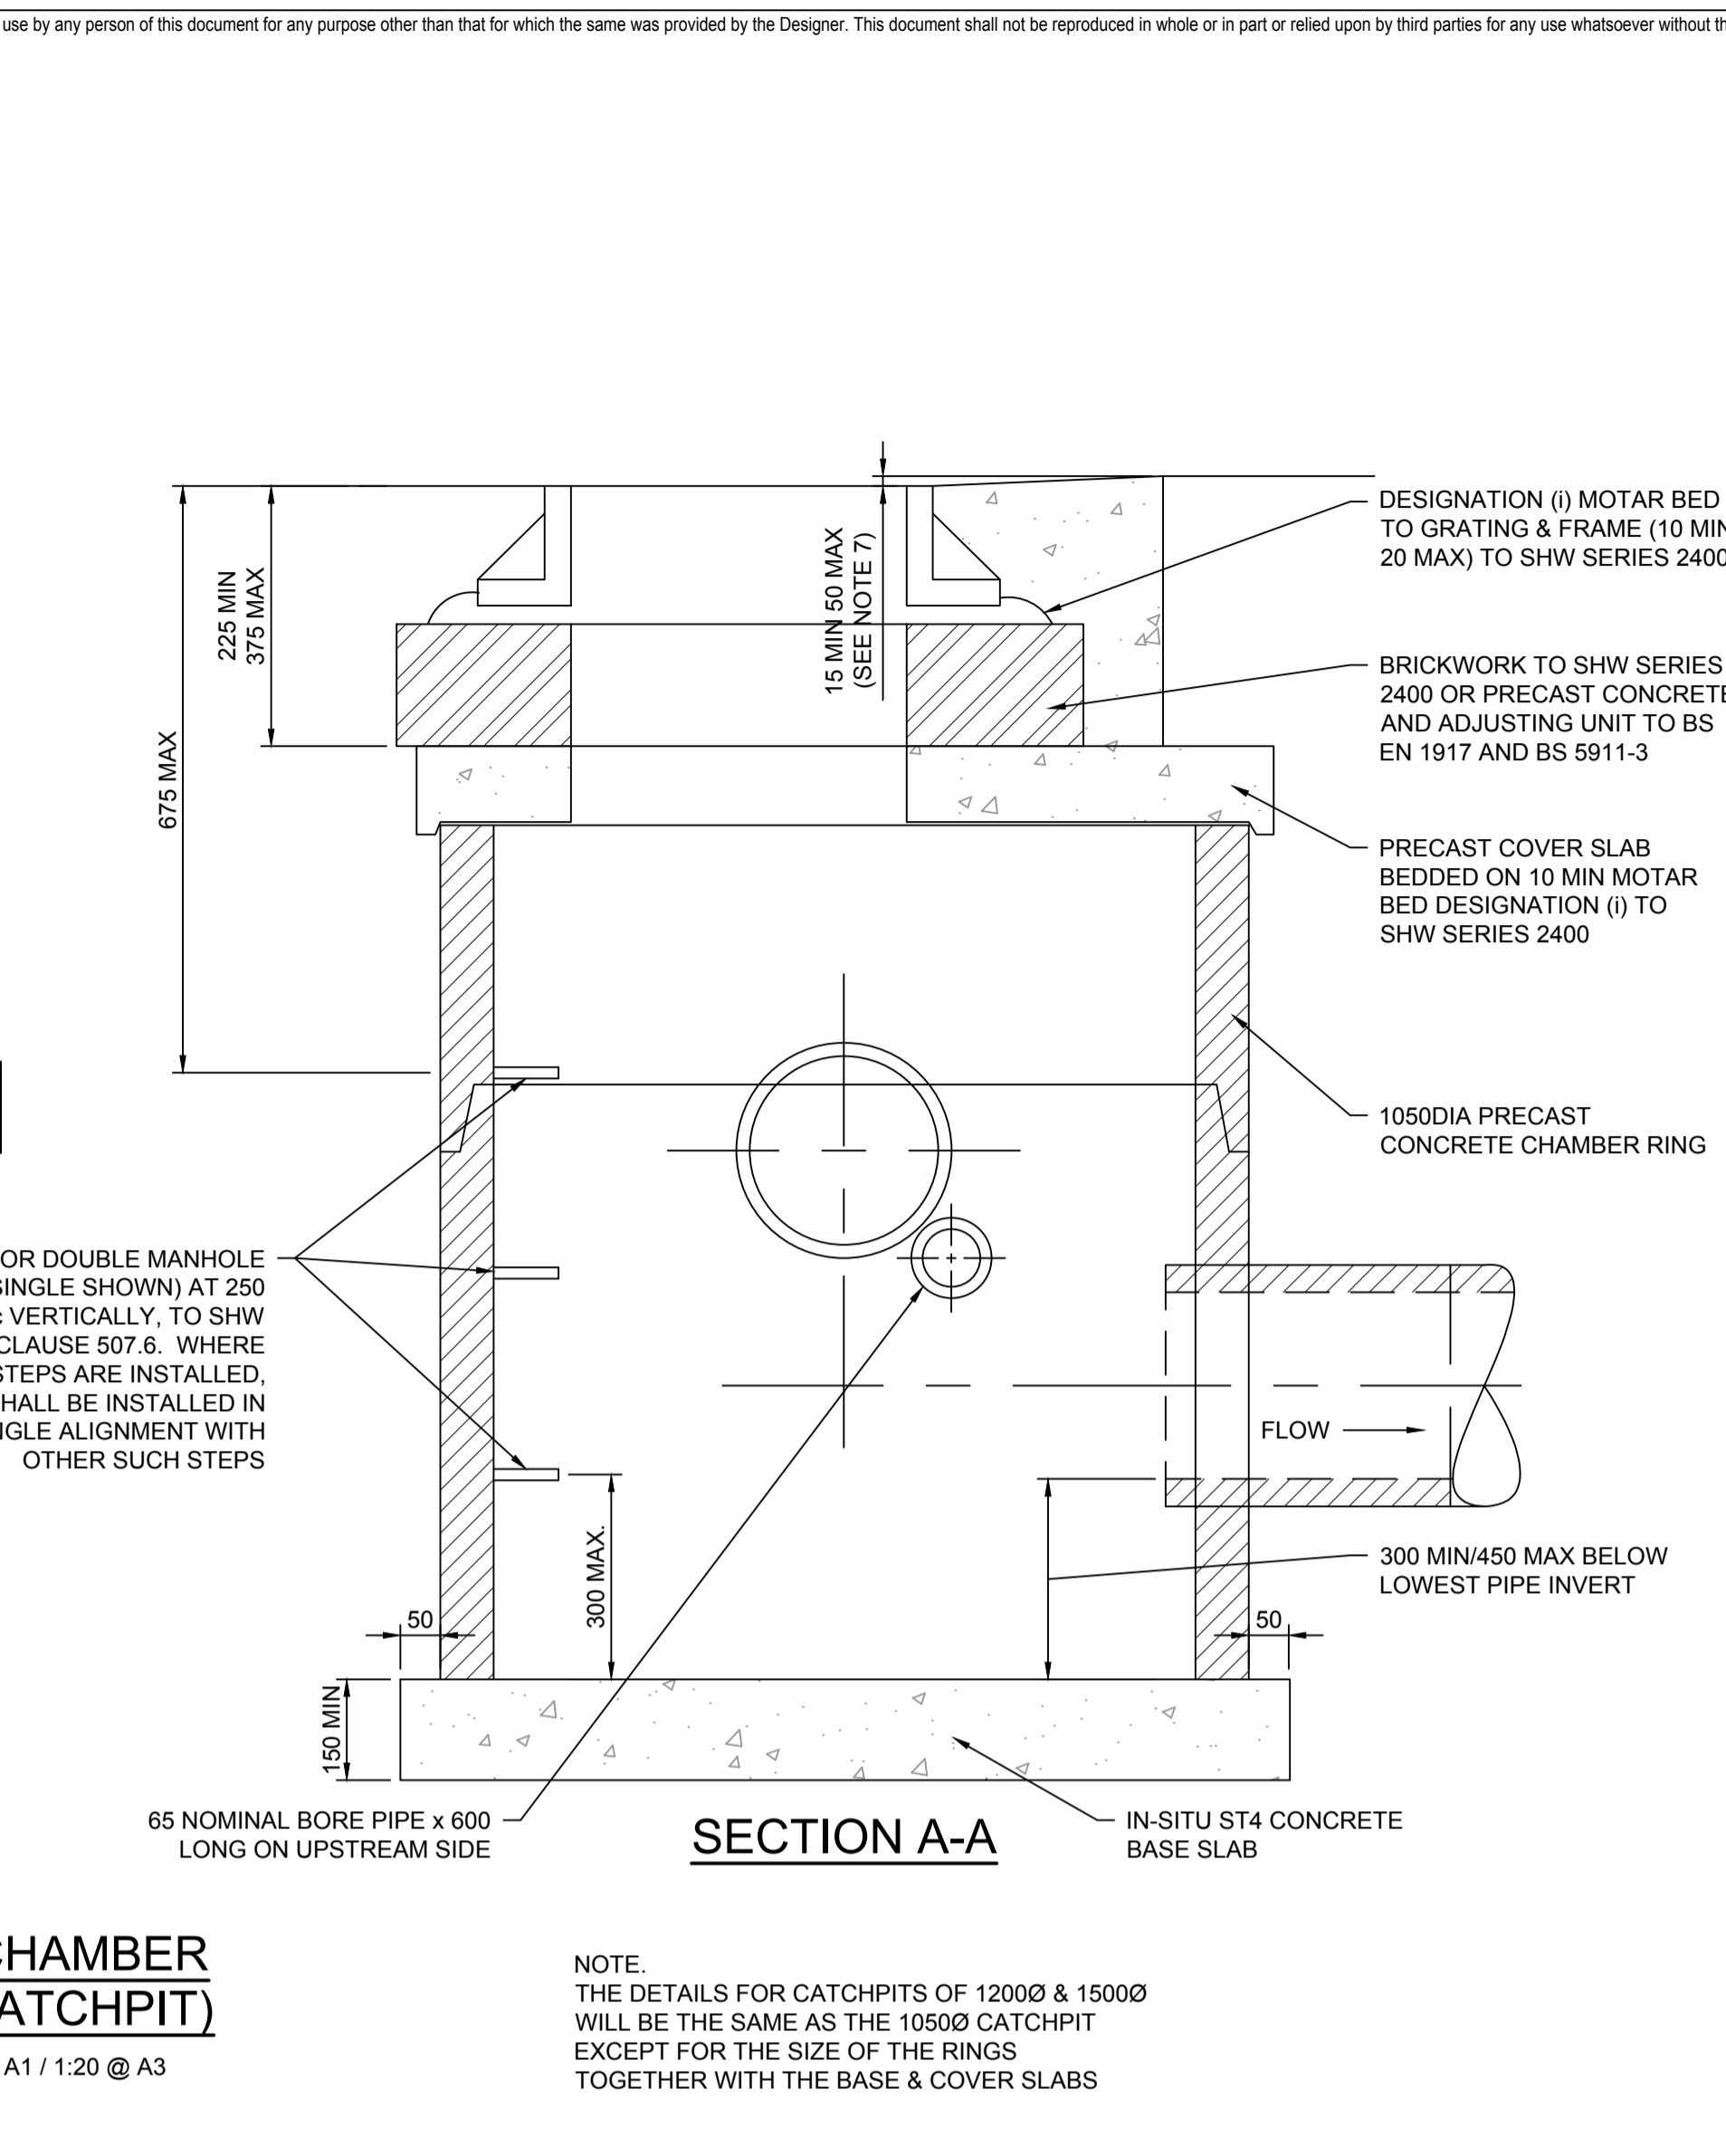 use by any person of this document for any purpose other than that for which the same was provided by the Designer. This document shall not be reproduced in whole or in part or relied upon by third parties for any use whatsoever without th
DESIGNATION (i) MOTAR BED
TO GRATING & FRAME (10 MIN
20 MAX) TO SHW SERIES 2400
225 MIN
375 MAX
15 MIN 50 MAX
(SEE NOTE 7)
BRICKWORK TO SHW SERIES
2400 OR PRECAST CONCRETE
AND ADJUSTING UNIT TO BS
EN 1917 AND BS 5911-3
675 MAX
PRECAST COVER SLAB
BEDDED ON 10 MIN MOTAR
BED DESIGNATION (i) TO
SHW SERIES 2400
1050DIA PRECAST
CONCRETE CHAMBER RING
OR DOUBLE MANHOLE
SINGLE SHOWN) AT 250
c VERTICALLY, TO SHW
CLAUSE 507.6. WHERE
STEPS ARE INSTALLED,
HALL BE INSTALLED IN
NGLE ALIGNMENT WITH
OTHER SUCH STEPS
FLOW
300 MAX.
300 MIN/450 MAX BELOW
LOWEST PIPE INVERT
50
50
150 MIN
65 NOMINAL BORE PIPE x 600
LONG ON UPSTREAM SIDE
SECTION A-A
IN-SITU ST4 CONCRETE
BASE SLAB
CHAMBER
ATCHPIT)
A1 / 1:20 @ A3
NOTE.
THE DETAILS FOR CATCHPITS OF 1200Ø & 1500Ø
WILL BE THE SAME AS THE 1050Ø CATCHPIT
EXCEPT FOR THE SIZE OF THE RINGS
TOGETHER WITH THE BASE & COVER SLABS